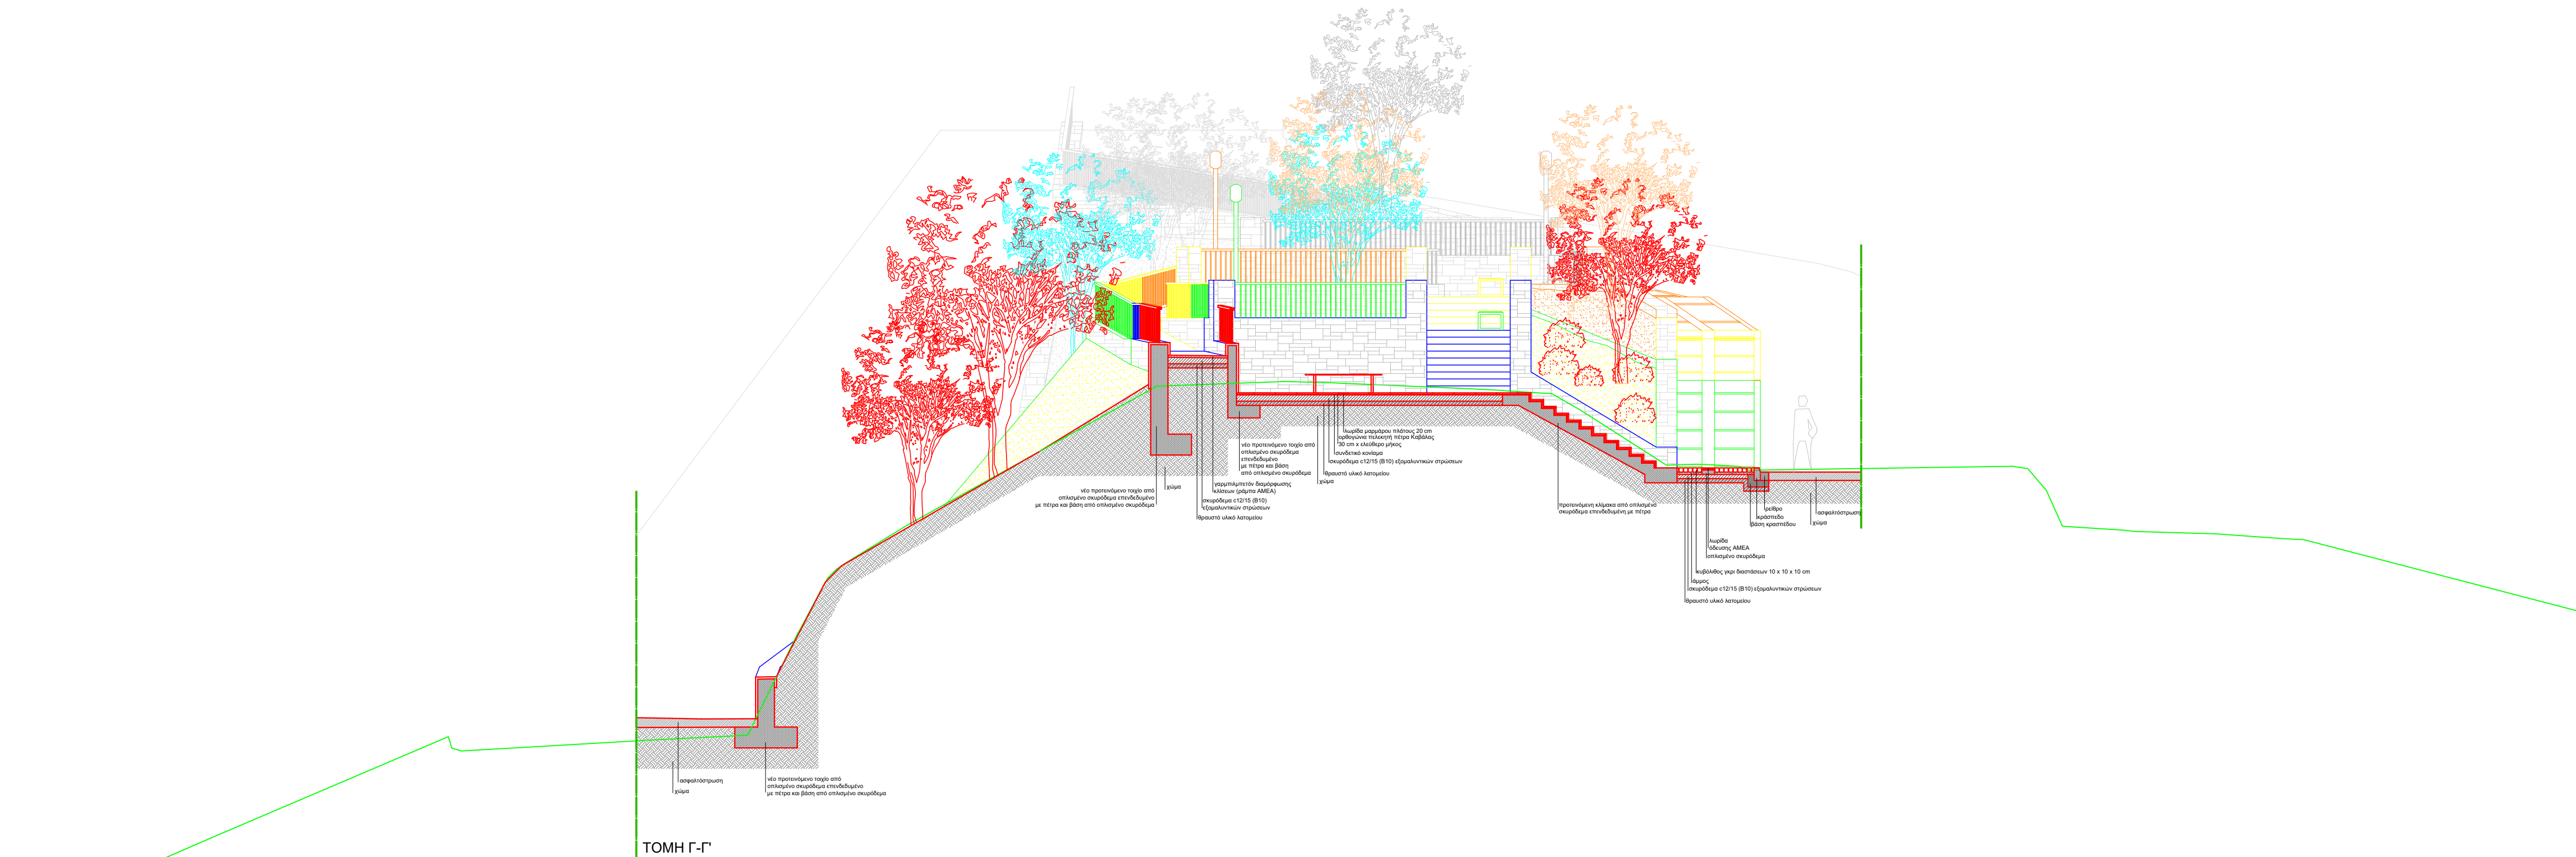 λωρίδα μαρμάρου πλάτους 20 cm
ορθογώνια πελεκητή πέτρα Καβάλας
30 cm x ελεύθερο μήκος
συνδετικό κονίαμα
σκυρόδεμα c12/15 (B10) εξομαλυντικών στρώσεων
θραυστό υλικό λατομείου
χώμα
νέο προτεινόμενο τοιχίο από
οπλισμένο σκυρόδεμα
επενδεδυμένο
με πέτρα και βάση
από οπλισμένο σκυρόδεμα
γαρμπιλμπετόν διαμόρφωσης
κλίσεων (ράμπα ΑΜΕΑ)
σκυρόδεμα c12/15 (B10)
εξομαλυντικών στρώσεων
θραυστό υλικό λατομείου
χώμα
νέο προτεινόμενο τοιχίο από
οπλισμένο σκυρόδεμα επενδεδυμένο
με πέτρα και βάση από οπλισμένο σκυρόδεμα
προτεινόμενη κλίμακα από οπλισμένο
σκυρόδεμα επενδεδυμένη με πέτρα
ρείθρο
κράσπεδο
βάση κρασπέδου
ασφαλτόστρωση
χώμα
λωρίδα
όδευσης ΑΜΕΑ
οπλισμένο σκυρόδεμα
κυβόλιθος γκρι διαστάσεων 10 x 10 x 10 cm
άμμος
σκυρόδεμα c12/15 (B10) εξομαλυντικών στρώσεων
θραυστό υλικό λατομείου
ασφαλτόστρωση
χώμα
νέο προτεινόμενο τοιχίο από
οπλισμένο σκυρόδεμα επενδεδυμένο
με πέτρα και βάση από οπλισμένο σκυρόδεμα
ΤΟΜΗ Γ-Γ'